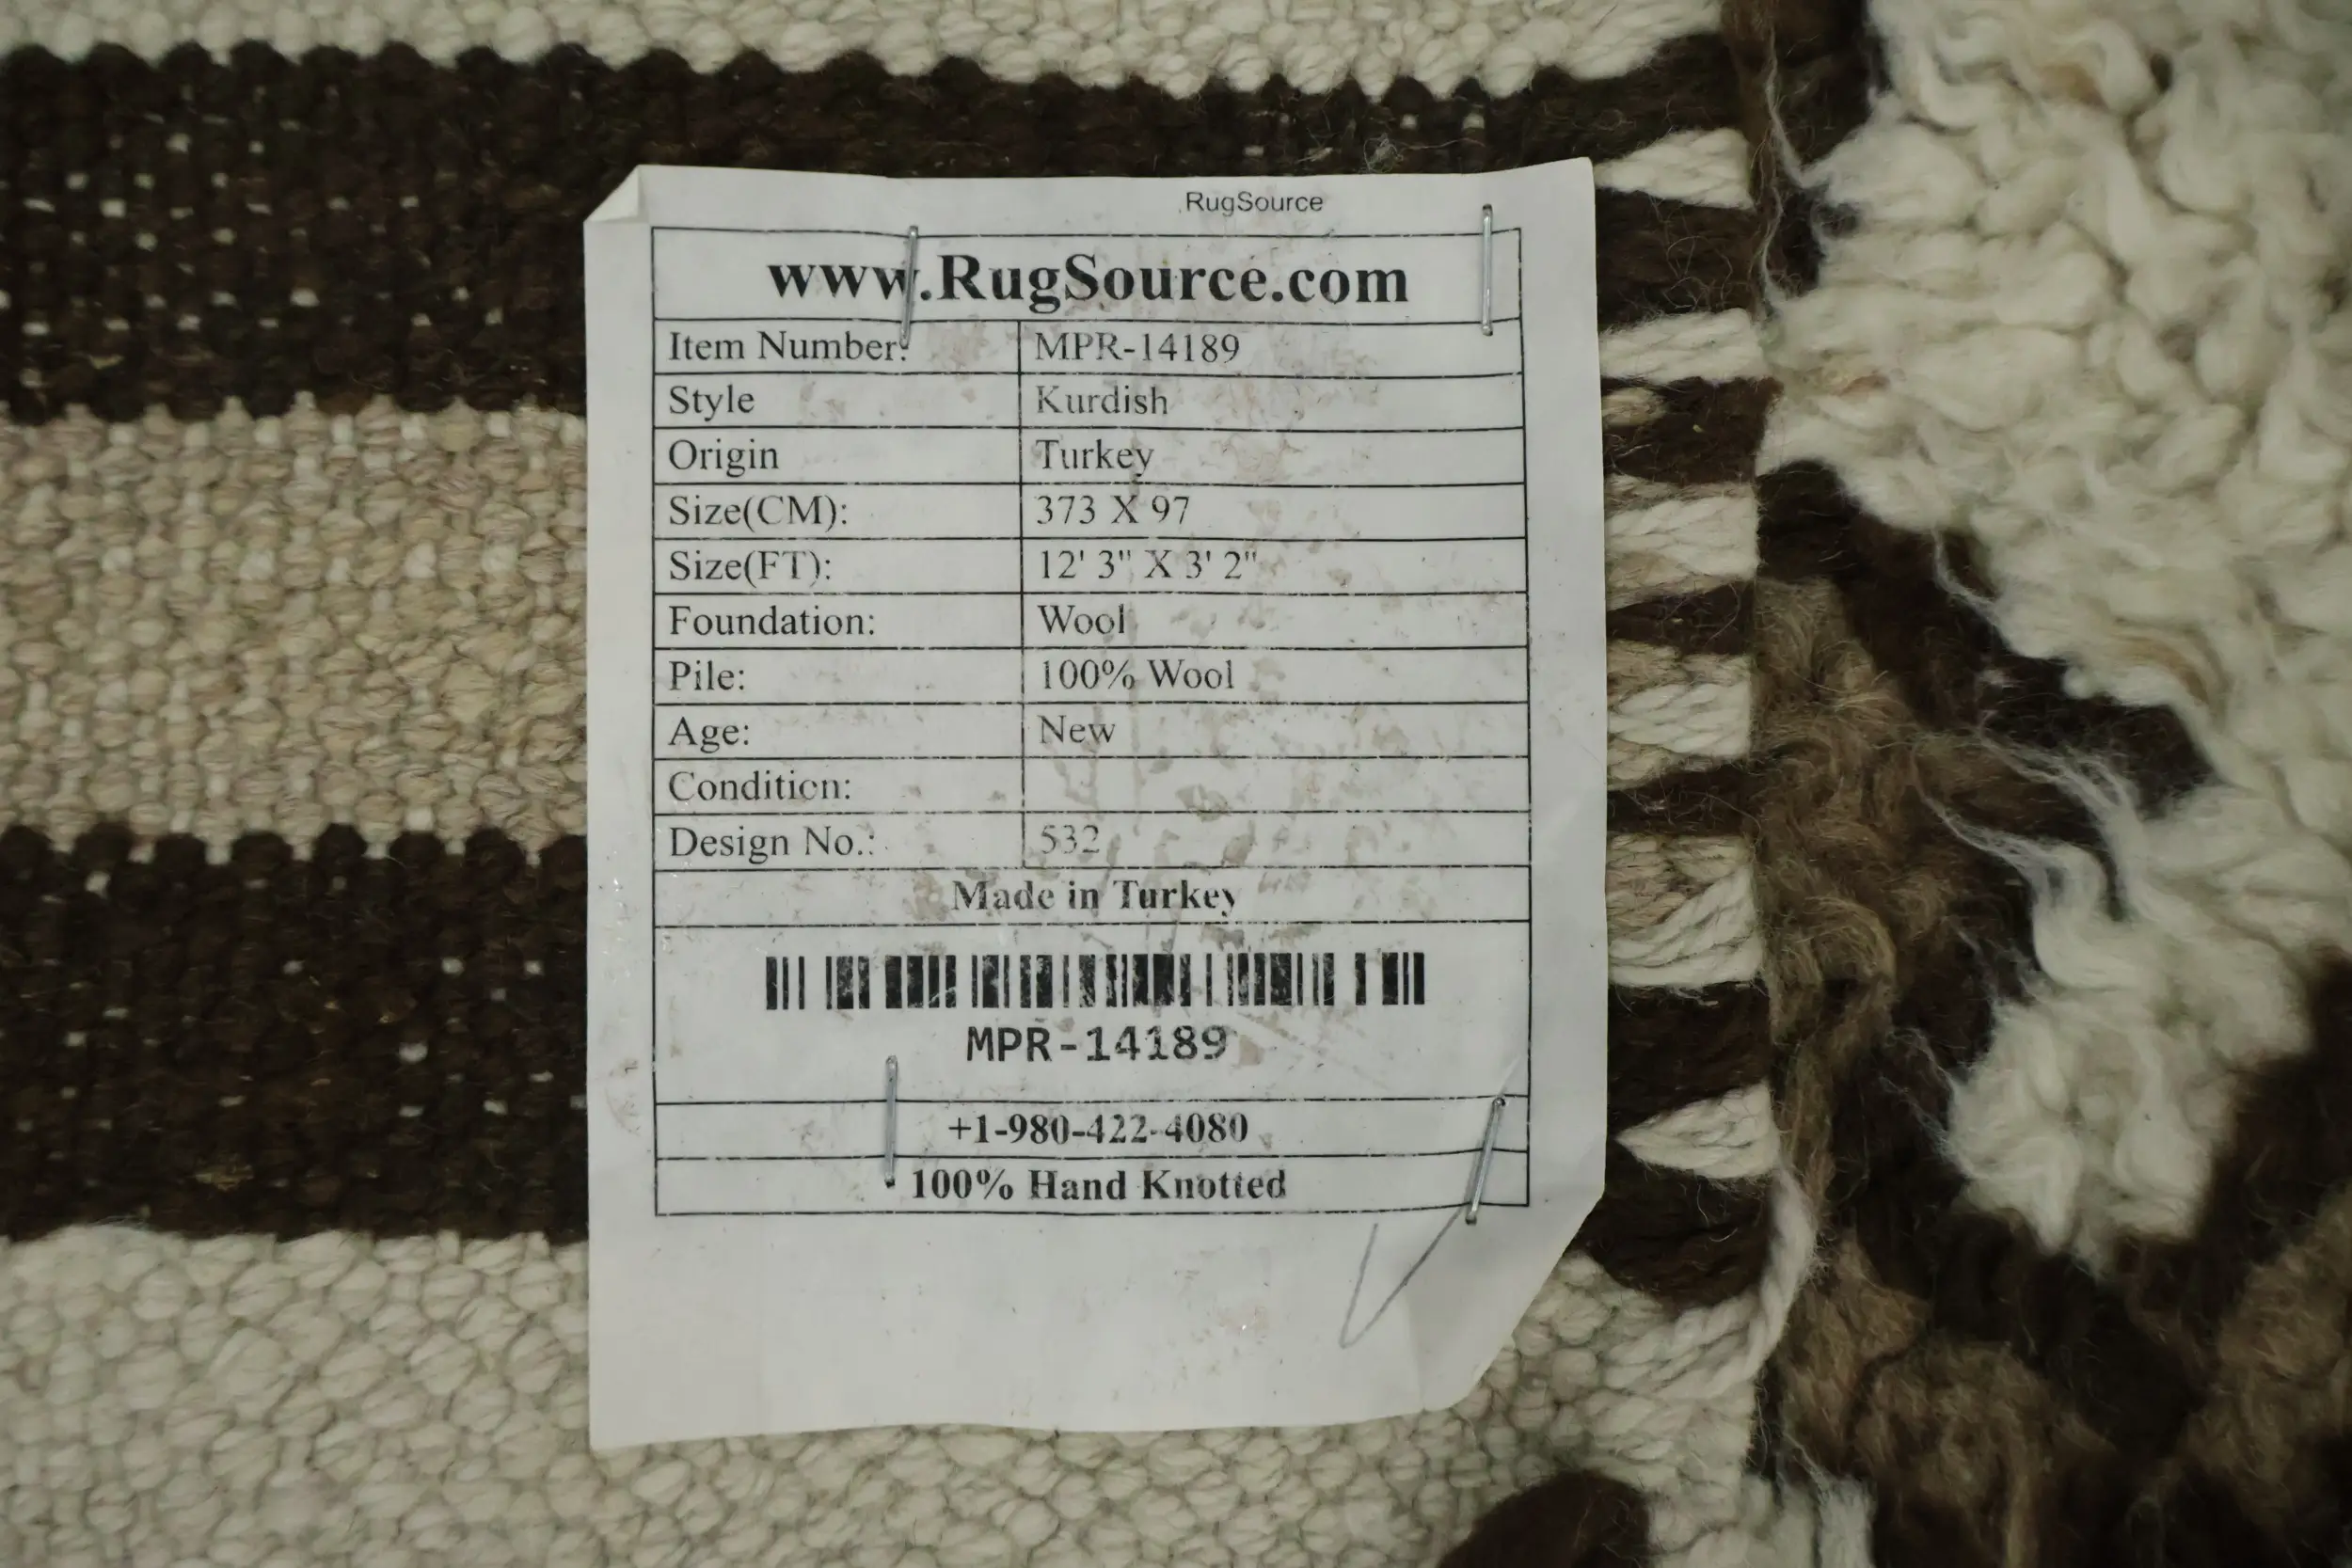 RugSource
www.RugSource.com
Item Number: MPR-14189
Style Kurdish
Origin Turkey
Size(CM): 373 X 97
Size(FT): 12' 3" X 3' 2"
Foundation: Wool
Pile: 100% Wool
Age: New
Condition:
Design No.: 532
Made in Turkey
MPR-14189
+1-980-422-4080
100% Hand Knotted